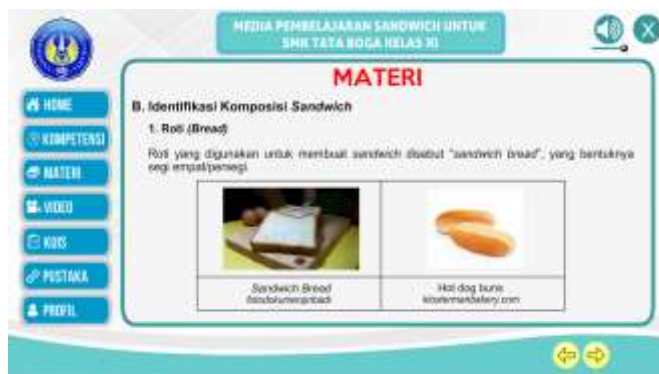 MEDIA PEMBELAJARAN SANDWICH UNTUK
SMK TATA BOGA KELAS XI
MATERI
HOME
KOMPETENSI
MATERI
VIDEO
KUIS
PUSTAKA
PROFIL
B. Identifikasi Komposisi Sandwich
1. Roti (Bread)
Roti yang digunakan untuk membuat sandwich disebut "sandwich bread", yang bentuknya
segi empat/persegi.
Sandwich Bread
Hot dog buns